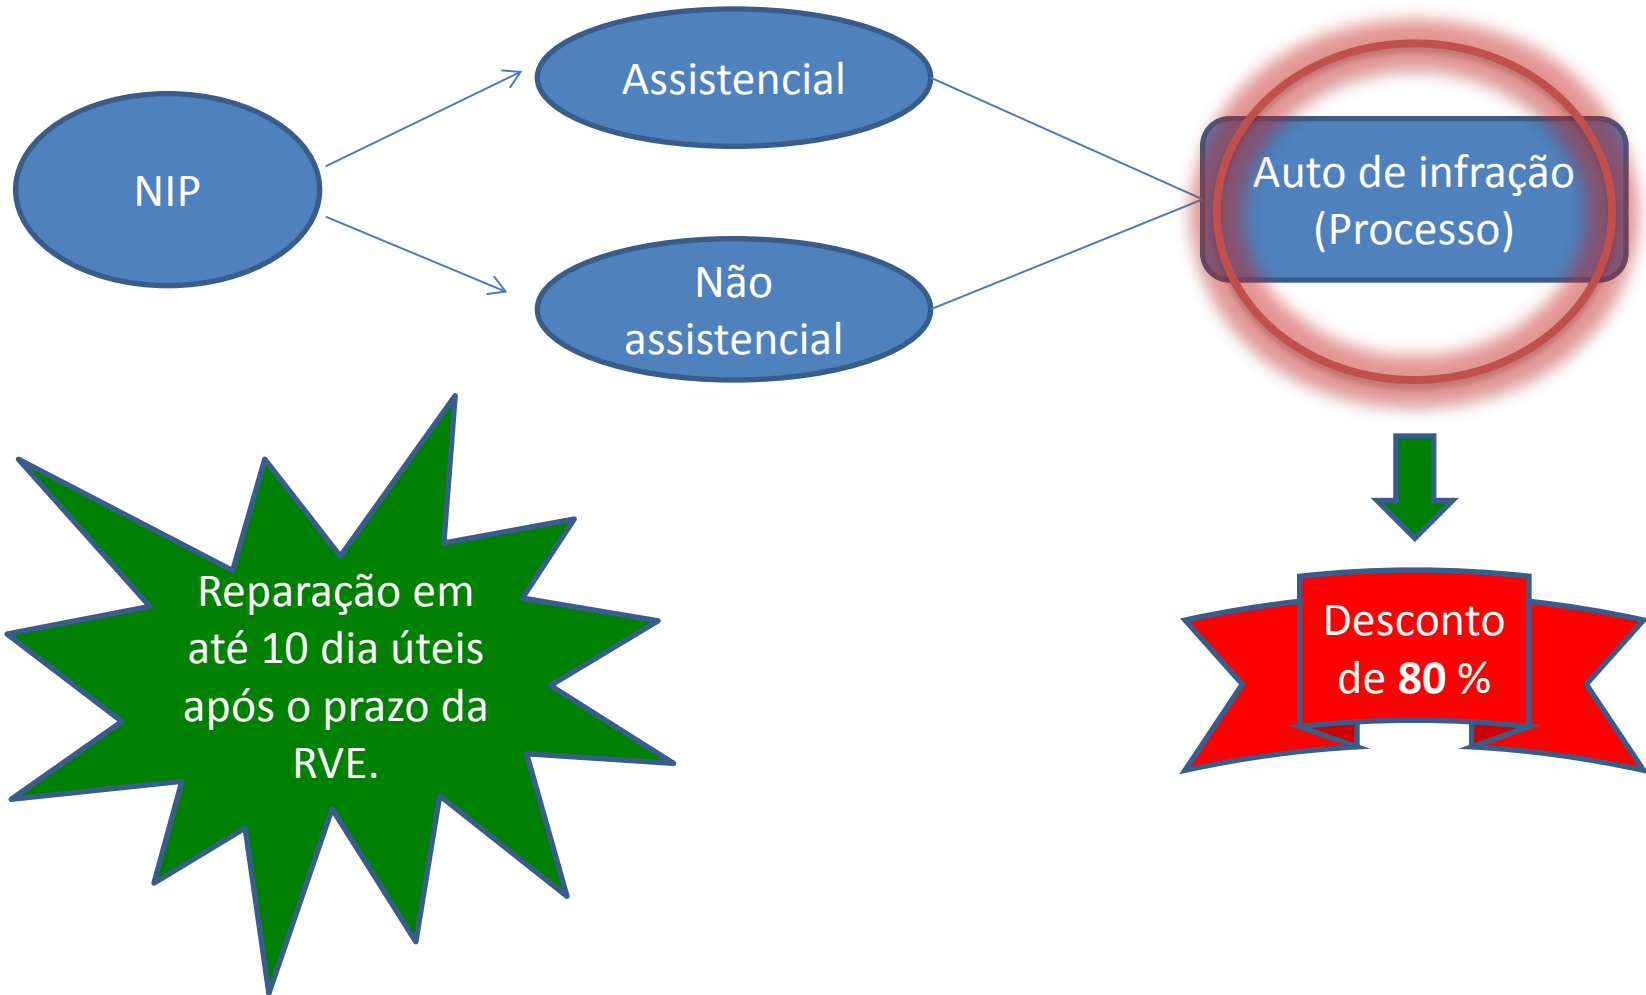 NIP
Assistencial
Não
assistencial
Auto de infração
(Processo)
Reparação em
até 10 dia úteis
após o prazo da
RVE.
Desconto
de 80 %